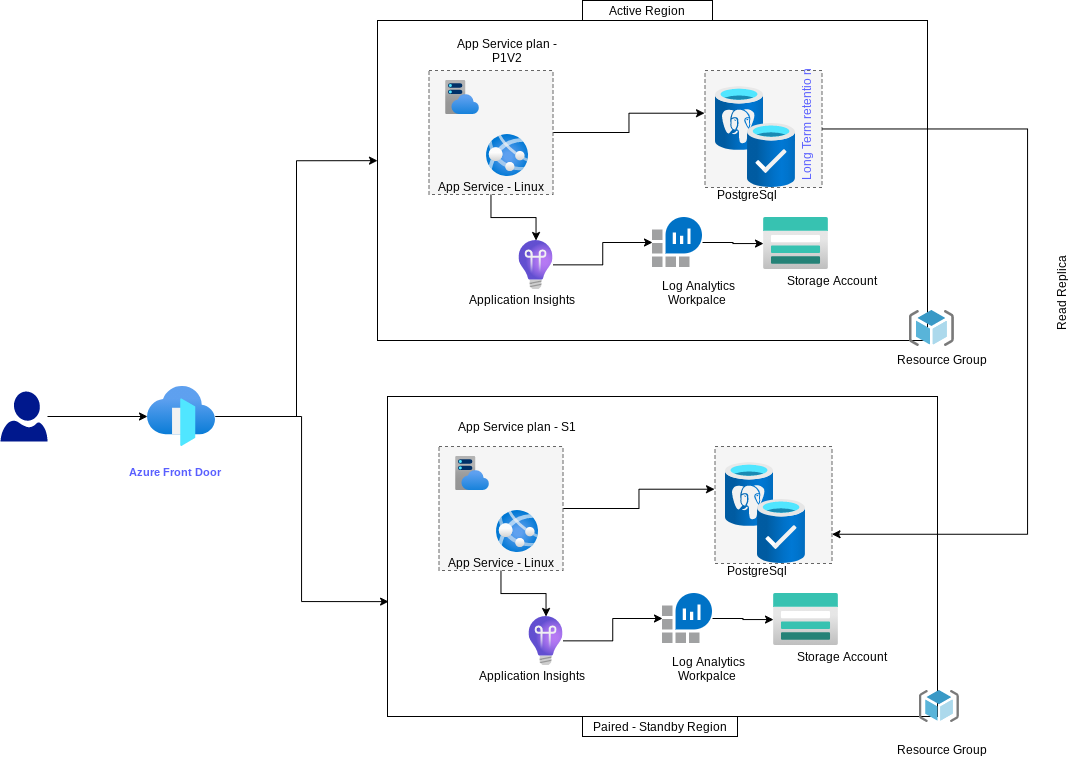 Active Region
App Service plan -
P1V2
Long Term retentio n
App Service - Linux
PostgreSql
Application Insights
Log Analytics
Workpalce
Storage Account
Resource Group
Read Replica
Azure Front Door
App Service plan - S1
App Service - Linux
PostgreSql
Application Insights
Log Analytics
Workpalce
Storage Account
Paired - Standby Region
Resource Group